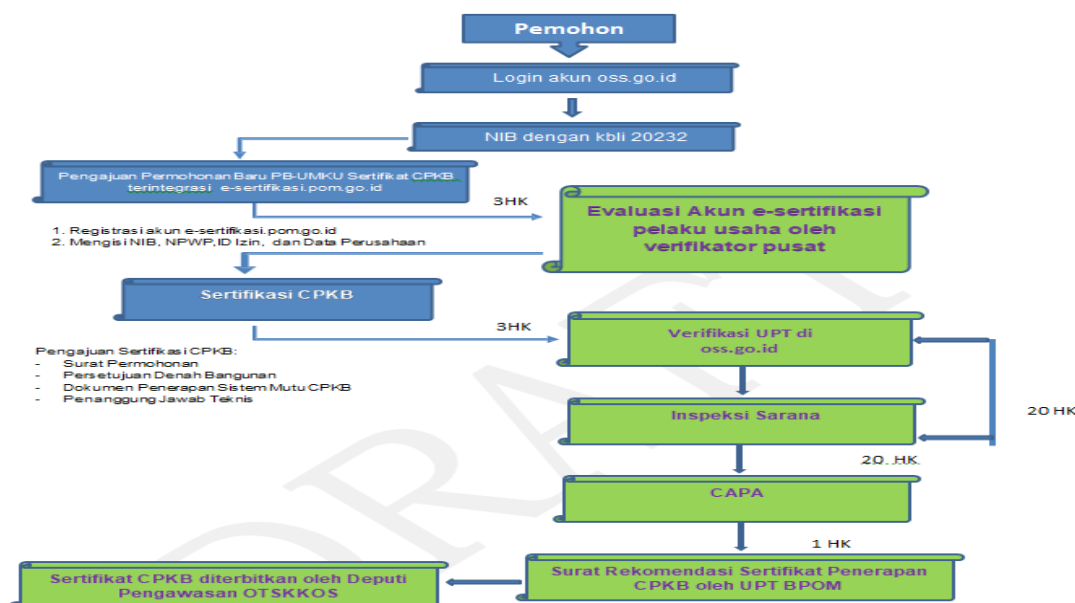 Pemohon
Login akun oss.go.id
NIB dengan kbli 20232
Pengajuan Permohonan Baru PB-UMKU Sertifikat CPKB
terintegrasi e-sertifikasi.pom.go.id
3HK
Evaluasi Akun e-sertifikasi
pelaku usaha oleh
verifikator pusat
1. Registrasi akun e-sertifikasi.pom.go.id
2. Mengisi NIB, NPWP,ID Izin, dan Data Perusahaan
Sertifikasi CPKB
3HK
Verifikasi UPT di
oss.go.id
Pengajuan Sertifikasi CPKB:
- Surat Permohonan
- Persetujuan Denah Bangunan
- Dokumen Penerapan Sistem Mutu CPKB
- Penanggung Jawab Teknis
Inspeksi Sarana
20 HK
20 HK
CAPA
1 HK
Surat Rekomendasi Sertifikat Penerapan
CPKB oleh UPT BPOM
Sertifikat CPKB diterbitkan oleh Deputi
Pengawasan OTSKKOS
DRAFT